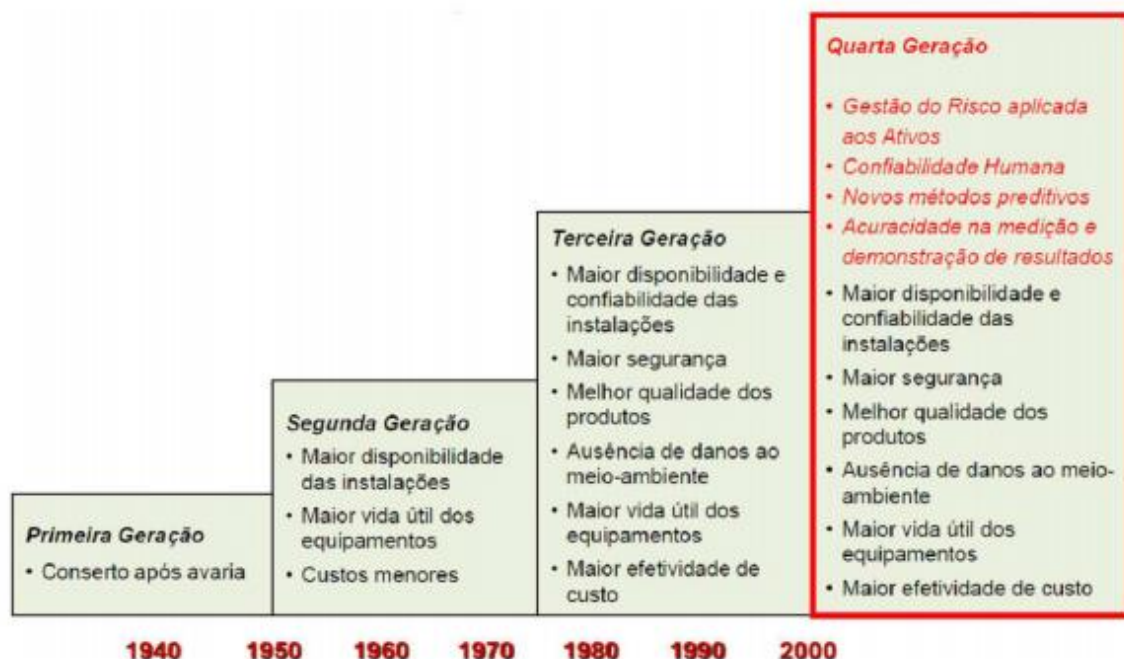 Primeira Geração
• Conserto após avaria
Segunda Geração
• Maior disponibilidade
das instalações
• Maior vida útil dos
equipamentos
• Custos menores
Terceira Geração
• Maior disponibilidade e
confiabilidade das
instalações
• Maior segurança
• Melhor qualidade dos
produtos
• Ausência de danos ao
meio-ambiente
• Maior vida útil dos
equipamentos
• Maior efetividade de
custo
Quarta Geração
• Gestão do Risco aplicada
aos Ativos
• Confiabilidade Humana
• Novos métodos preditivos
• Acuracidade na medição e
demonstração de resultados
• Maior disponibilidade e
confiabilidade das
instalações
• Maior segurança
• Melhor qualidade dos
produtos
• Ausência de danos ao meio-
ambiente
• Maior vida útil dos
equipamentos
• Maior efetividade de custo
1940 1950 1960 1970 1980 1990 2000